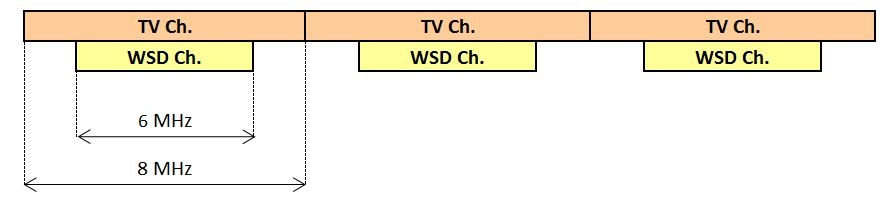 TV Ch. TV Ch. TV Ch.
WSD Ch. WSD Ch. WSD Ch.
6 MHz
8 MHz